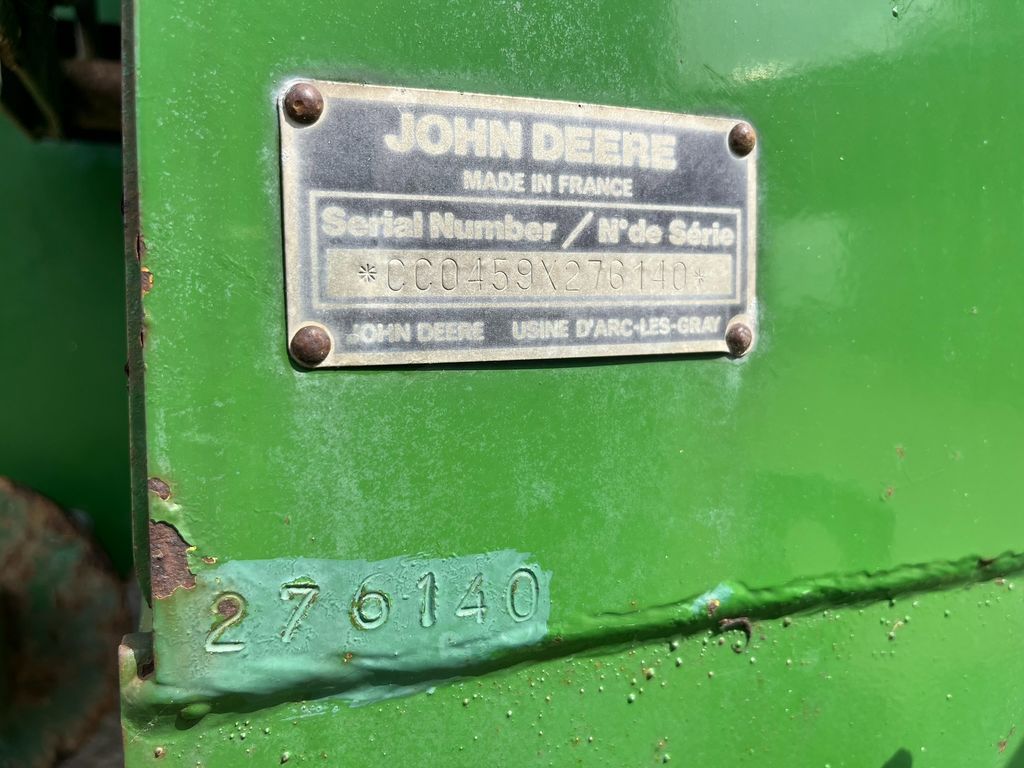 JOHN DEERE
MADE IN FRANCE
Serial Number / N° de Série
*CC0459X276140*
JOHN DEERE USINE D'ARC-LES-GRAY
276140